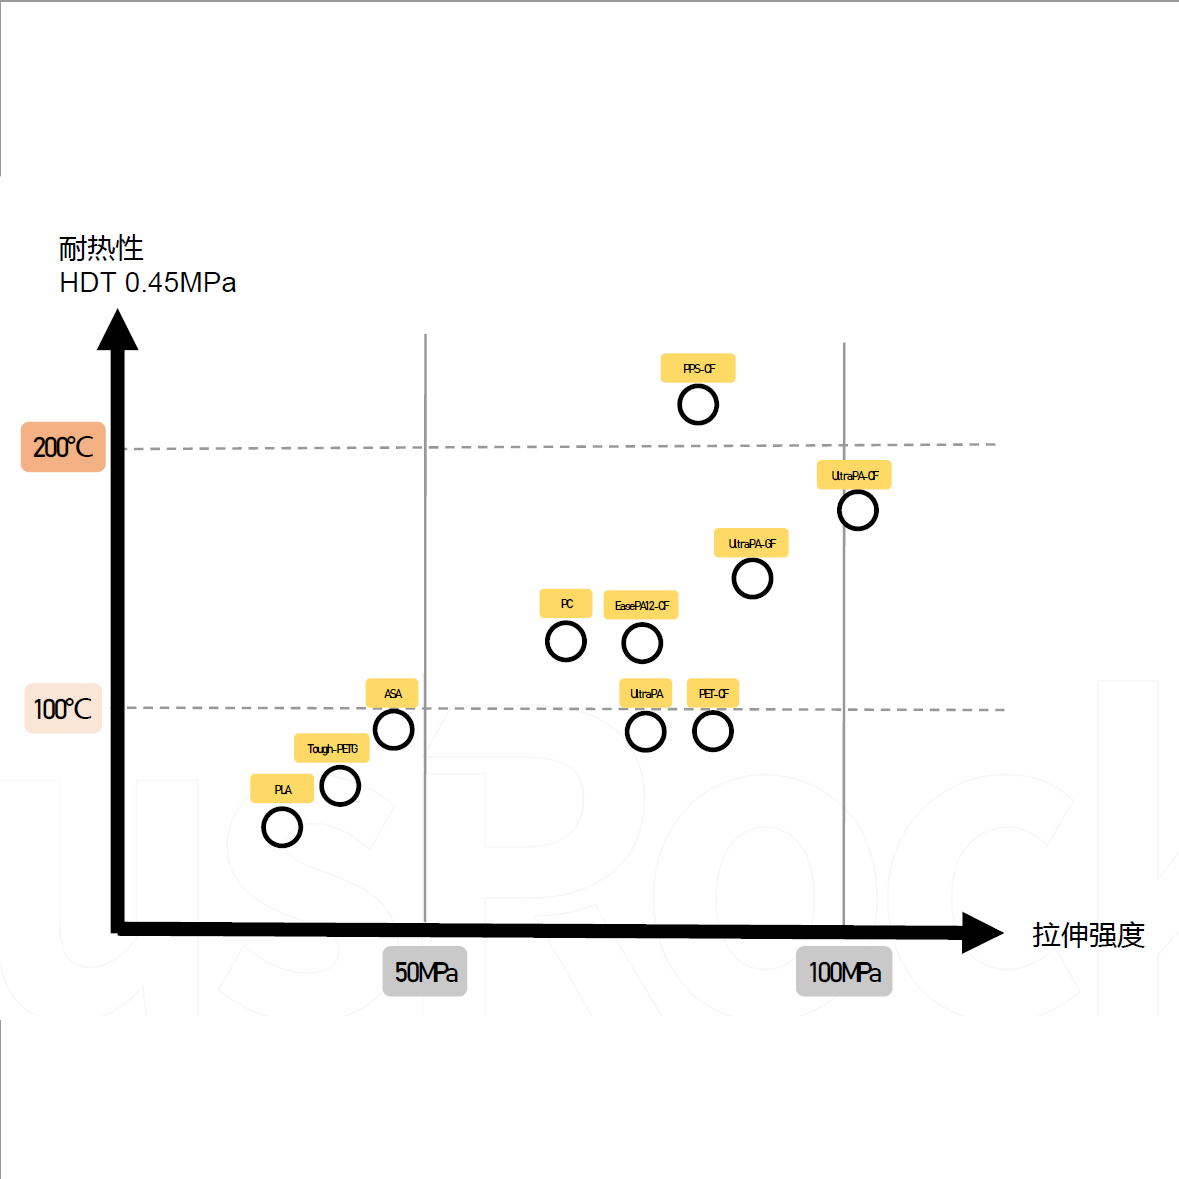 耐热性
HDT 0.45MPa
PPS-CF
200℃
UltraPA-CF
UltraPA-GF
PC
EasePA12-CF
ASA
UltraPA
PET-CF
100℃
Tough-PETG
PLA
拉伸强度
50MPa
100MPa
usRock